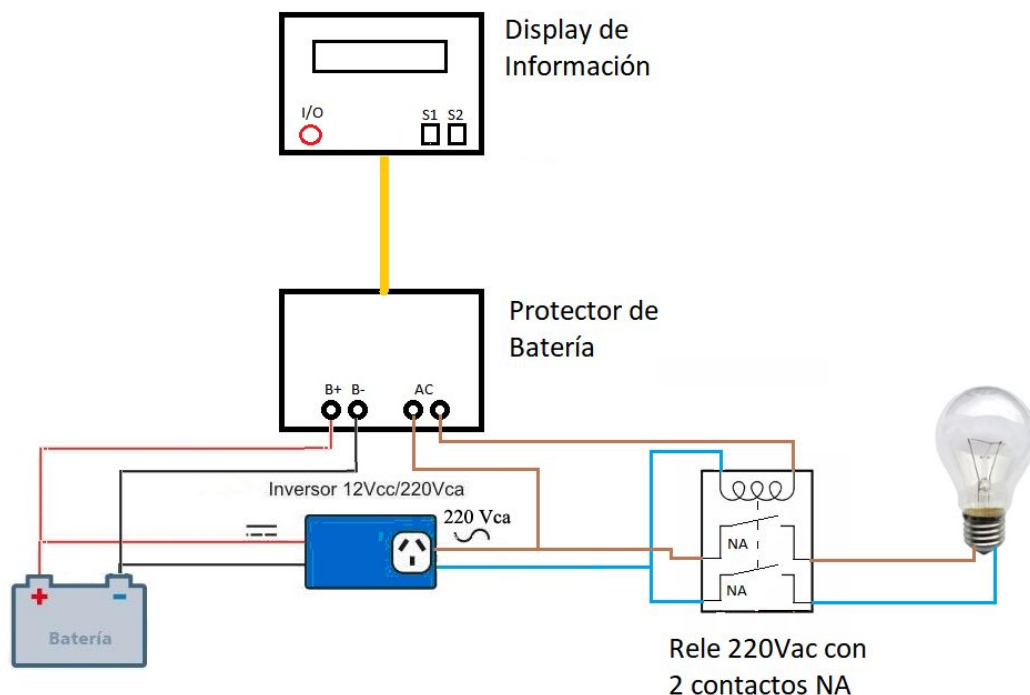 Display de
Información
I/O
S1 S2
Protector de
Batería
B+ B- AC
Inversor 12Vcc/220Vca
220 Vca
NA
NA
+ -
Batería
Rele 220Vac con
2 contactos NA